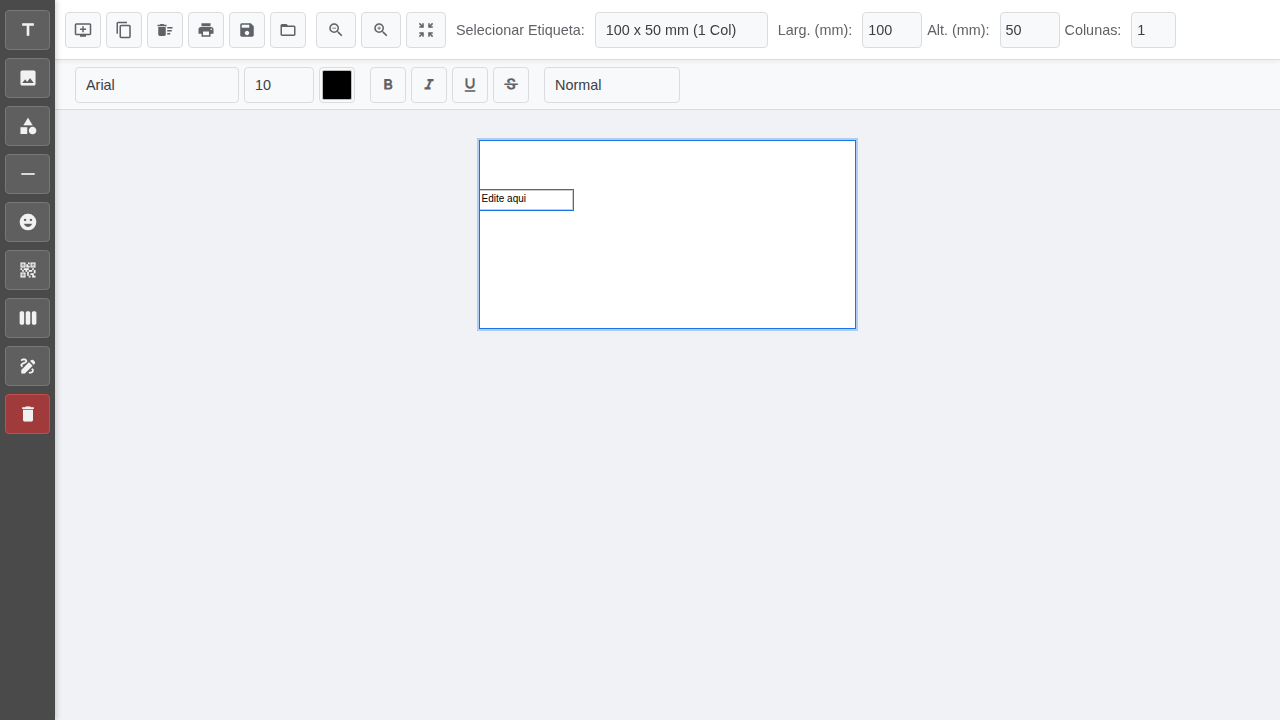 Selecionar Etiqueta: 100 x 50 mm (1 Col) Larg. (mm): 100 Alt. (mm): 50 Colunas: 1
Arial 10 B I U S Normal
Edite aqui